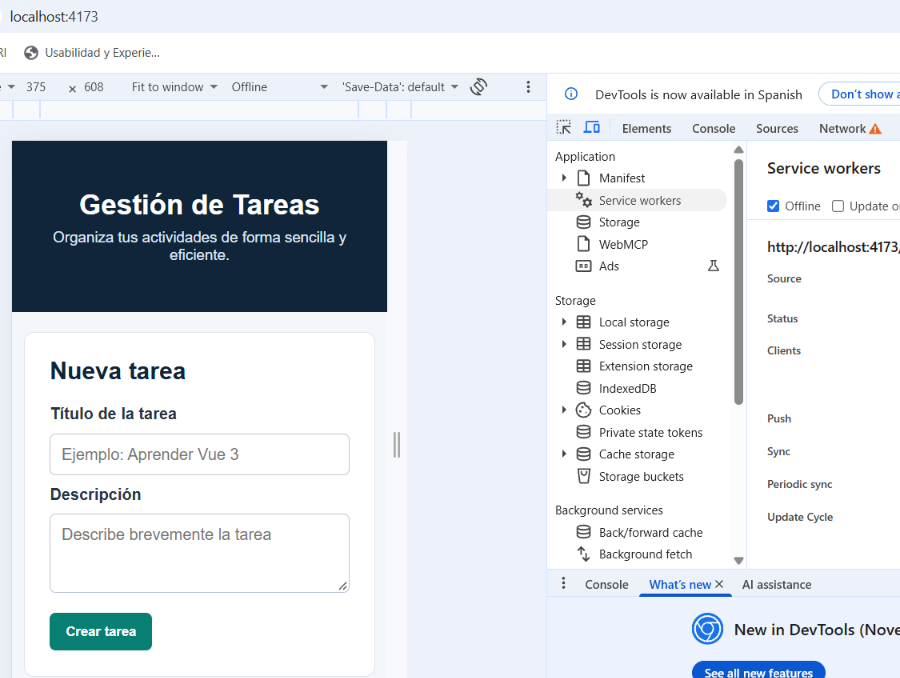 localhost:4173
RI Usabilidad y Experie...
375 × 608 Fit to window Offline 'Save-Data': default
Gestión de Tareas
Organiza tus actividades de forma sencilla y
eficiente.
Nueva tarea
Título de la tarea
Ejemplo: Aprender Vue 3
Descripción
Describe brevemente la tarea
Crear tarea
DevTools is now available in Spanish Don't show a
Elements Console Sources Network
Application
Manifest
Service workers
Storage
WebMCP
Ads
Storage
Local storage
Session storage
Extension storage
IndexedDB
Cookies
Private state tokens
Cache storage
Storage buckets
Background services
Back/forward cache
Background fetch
Service workers
Offline Update o
http://localhost:4173/
Source
Status
Clients
Push
Sync
Periodic sync
Update Cycle
Console What's new AI assistance
New in DevTools (Nove
See all new features